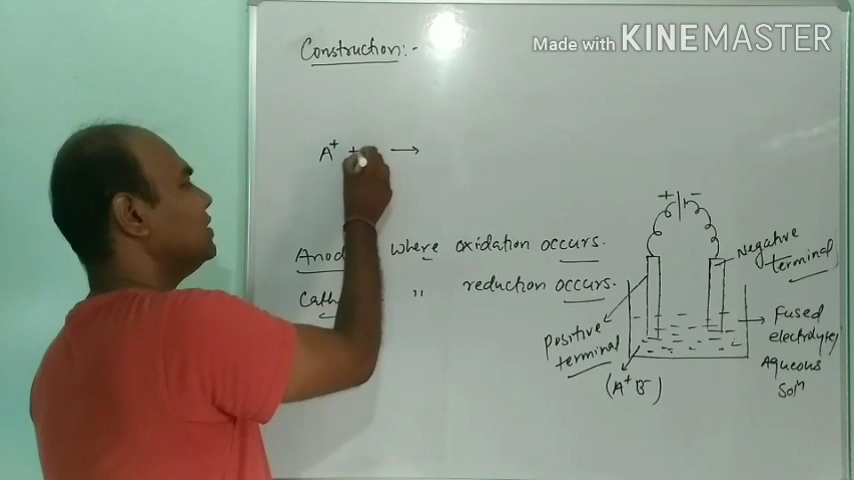 Made with KINEMASTER
Construction:-
A⁺ + →
Anod where oxidation occurs.
Cath " reduction occurs.
+ -
Negative
terminal
Positive
terminal
Fused
electrolyte/
Aqueous
Solⁿ
(A⁺B⁻)